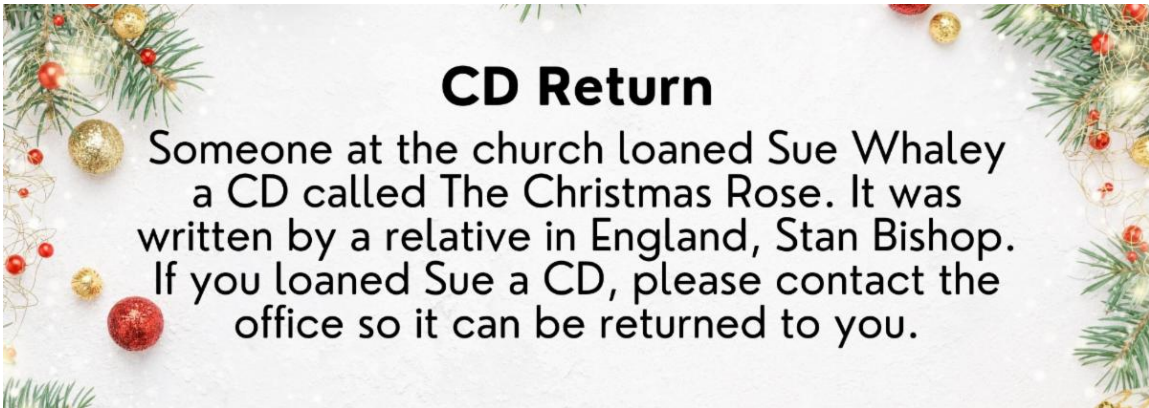 CD Return
Someone at the church loaned Sue Whaley
a CD called The Christmas Rose. It was
written by a relative in England, Stan Bishop.
If you loaned Sue a CD, please contact the
office so it can be returned to you.